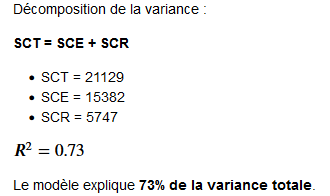 Décomposition de la variance :
SCT = SCE + SCR
• SCT = 21129
• SCE = 15382
• SCR = 5747
R² = 0.73
Le modèle explique 73% de la variance totale.